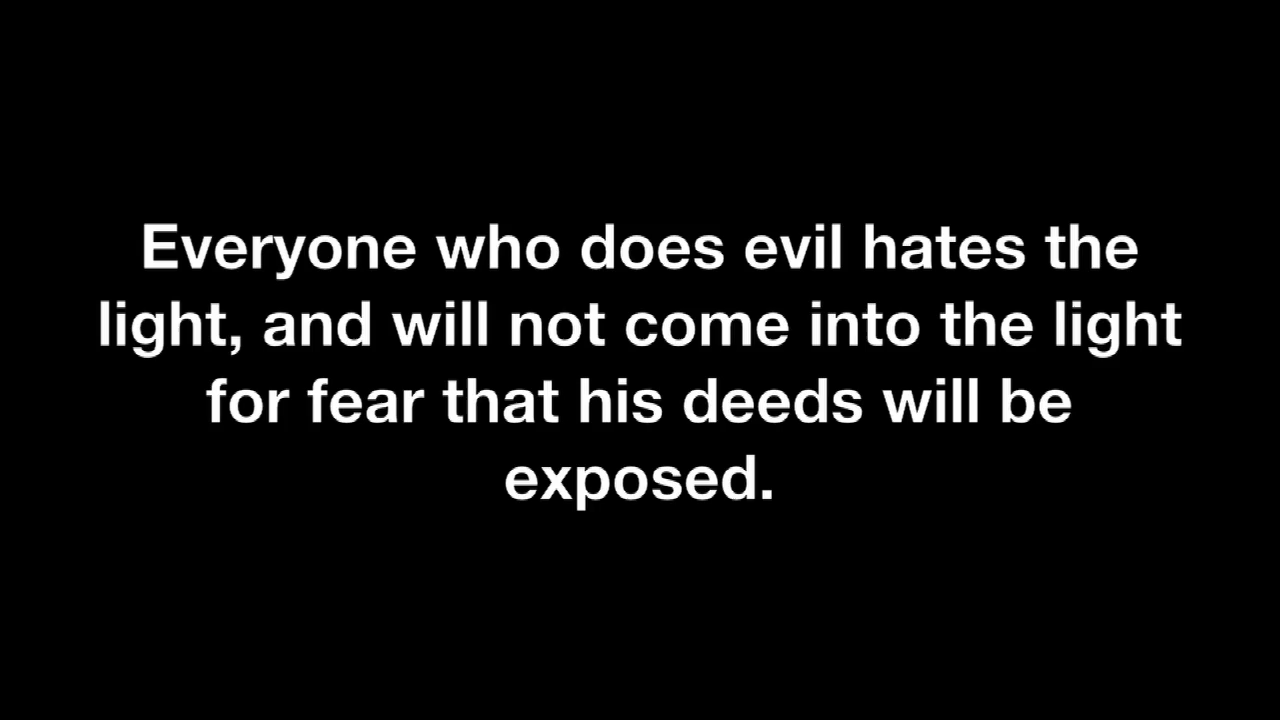 Everyone who does evil hates the
light, and will not come into the light
for fear that his deeds will be
exposed.